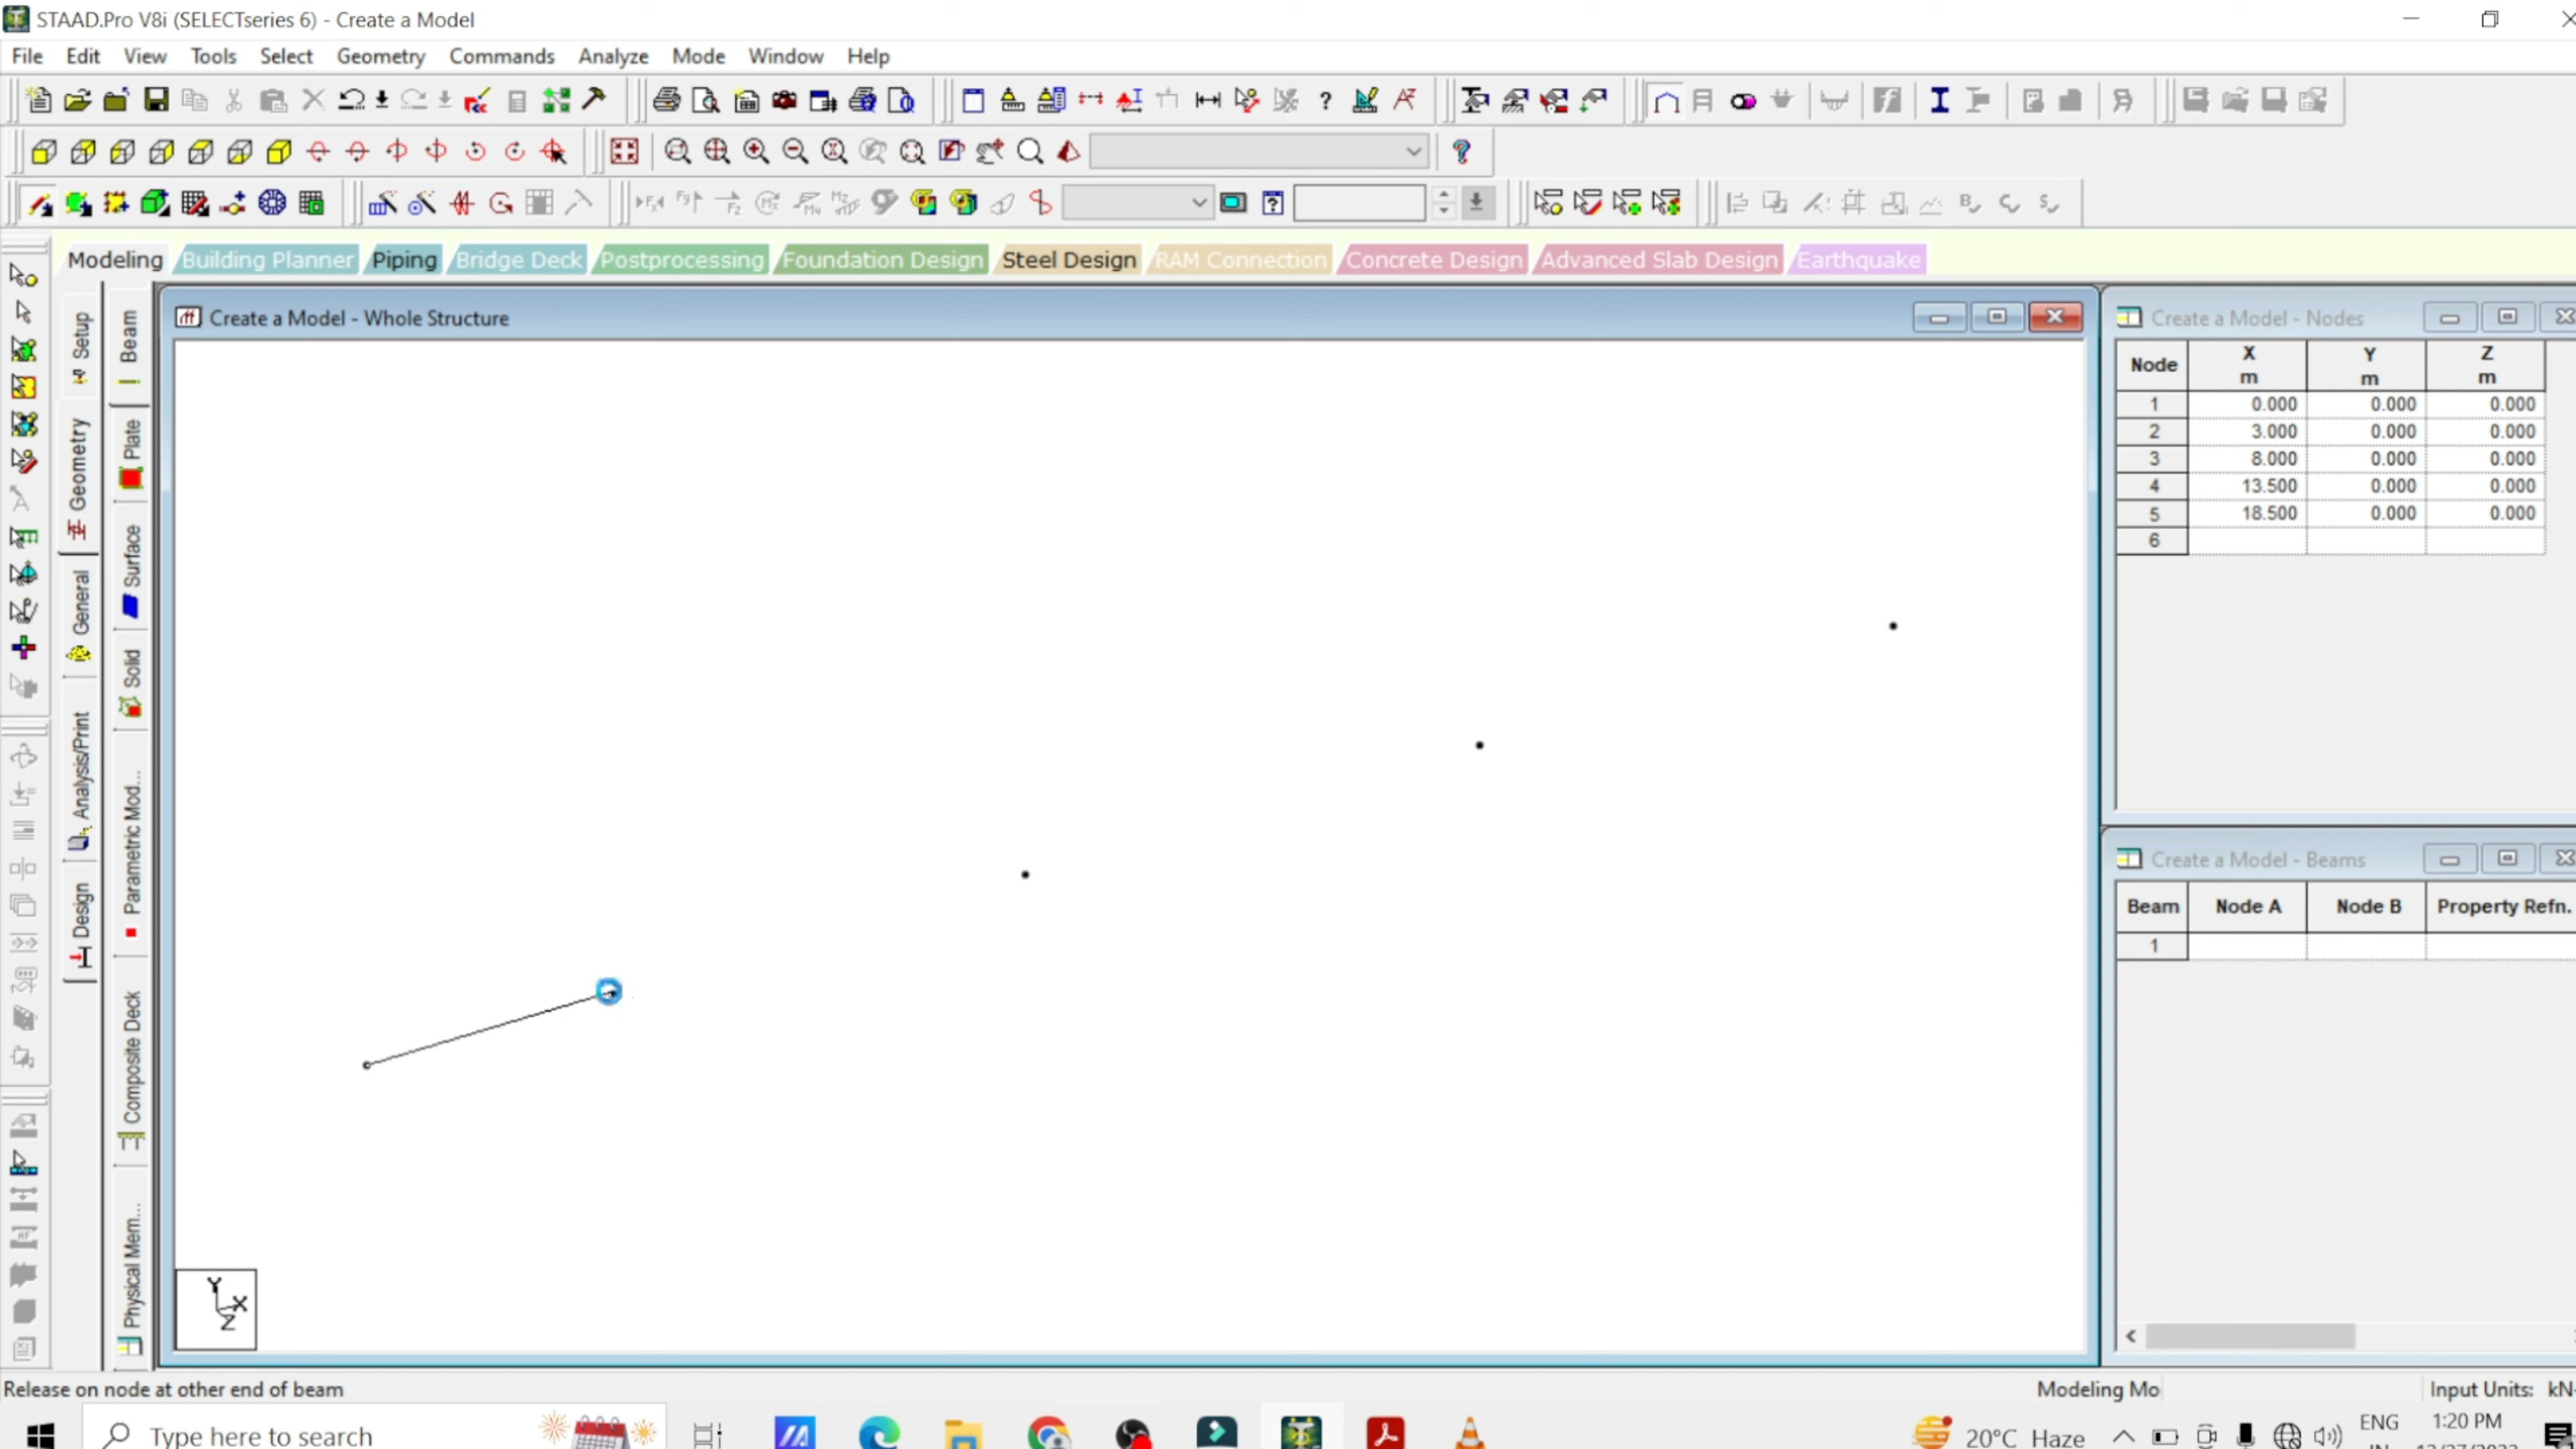 STAAD.Pro V8i (SELECTseries 6) - Create a Model
File Edit View Tools Select Geometry Commands Analyze Mode Window Help
Modeling Building Planner Piping Bridge Deck Postprocessing Foundation Design Steel Design RAM Connection Concrete Design Advanced Slab Design Earthquake
Setup
Geometry
General
Analysis/Print
Design
Beam
Plate
Surface
Solid
Parametric Mod...
Composite Deck
Physical Mem...
Create a Model - Whole Structure
Y
X
Z
Create a Model - Nodes
Node X m Y m Z m
1 0.000 0.000 0.000
2 3.000 0.000 0.000
3 8.000 0.000 0.000
4 13.500 0.000 0.000
5 18.500 0.000 0.000
6
Create a Model - Beams
Beam Node A Node B Property Refn.
1
Release on node at other end of beam
Modeling Mo
Input Units: kN-
Type here to search
20°C Haze
ENG
1:20 PM